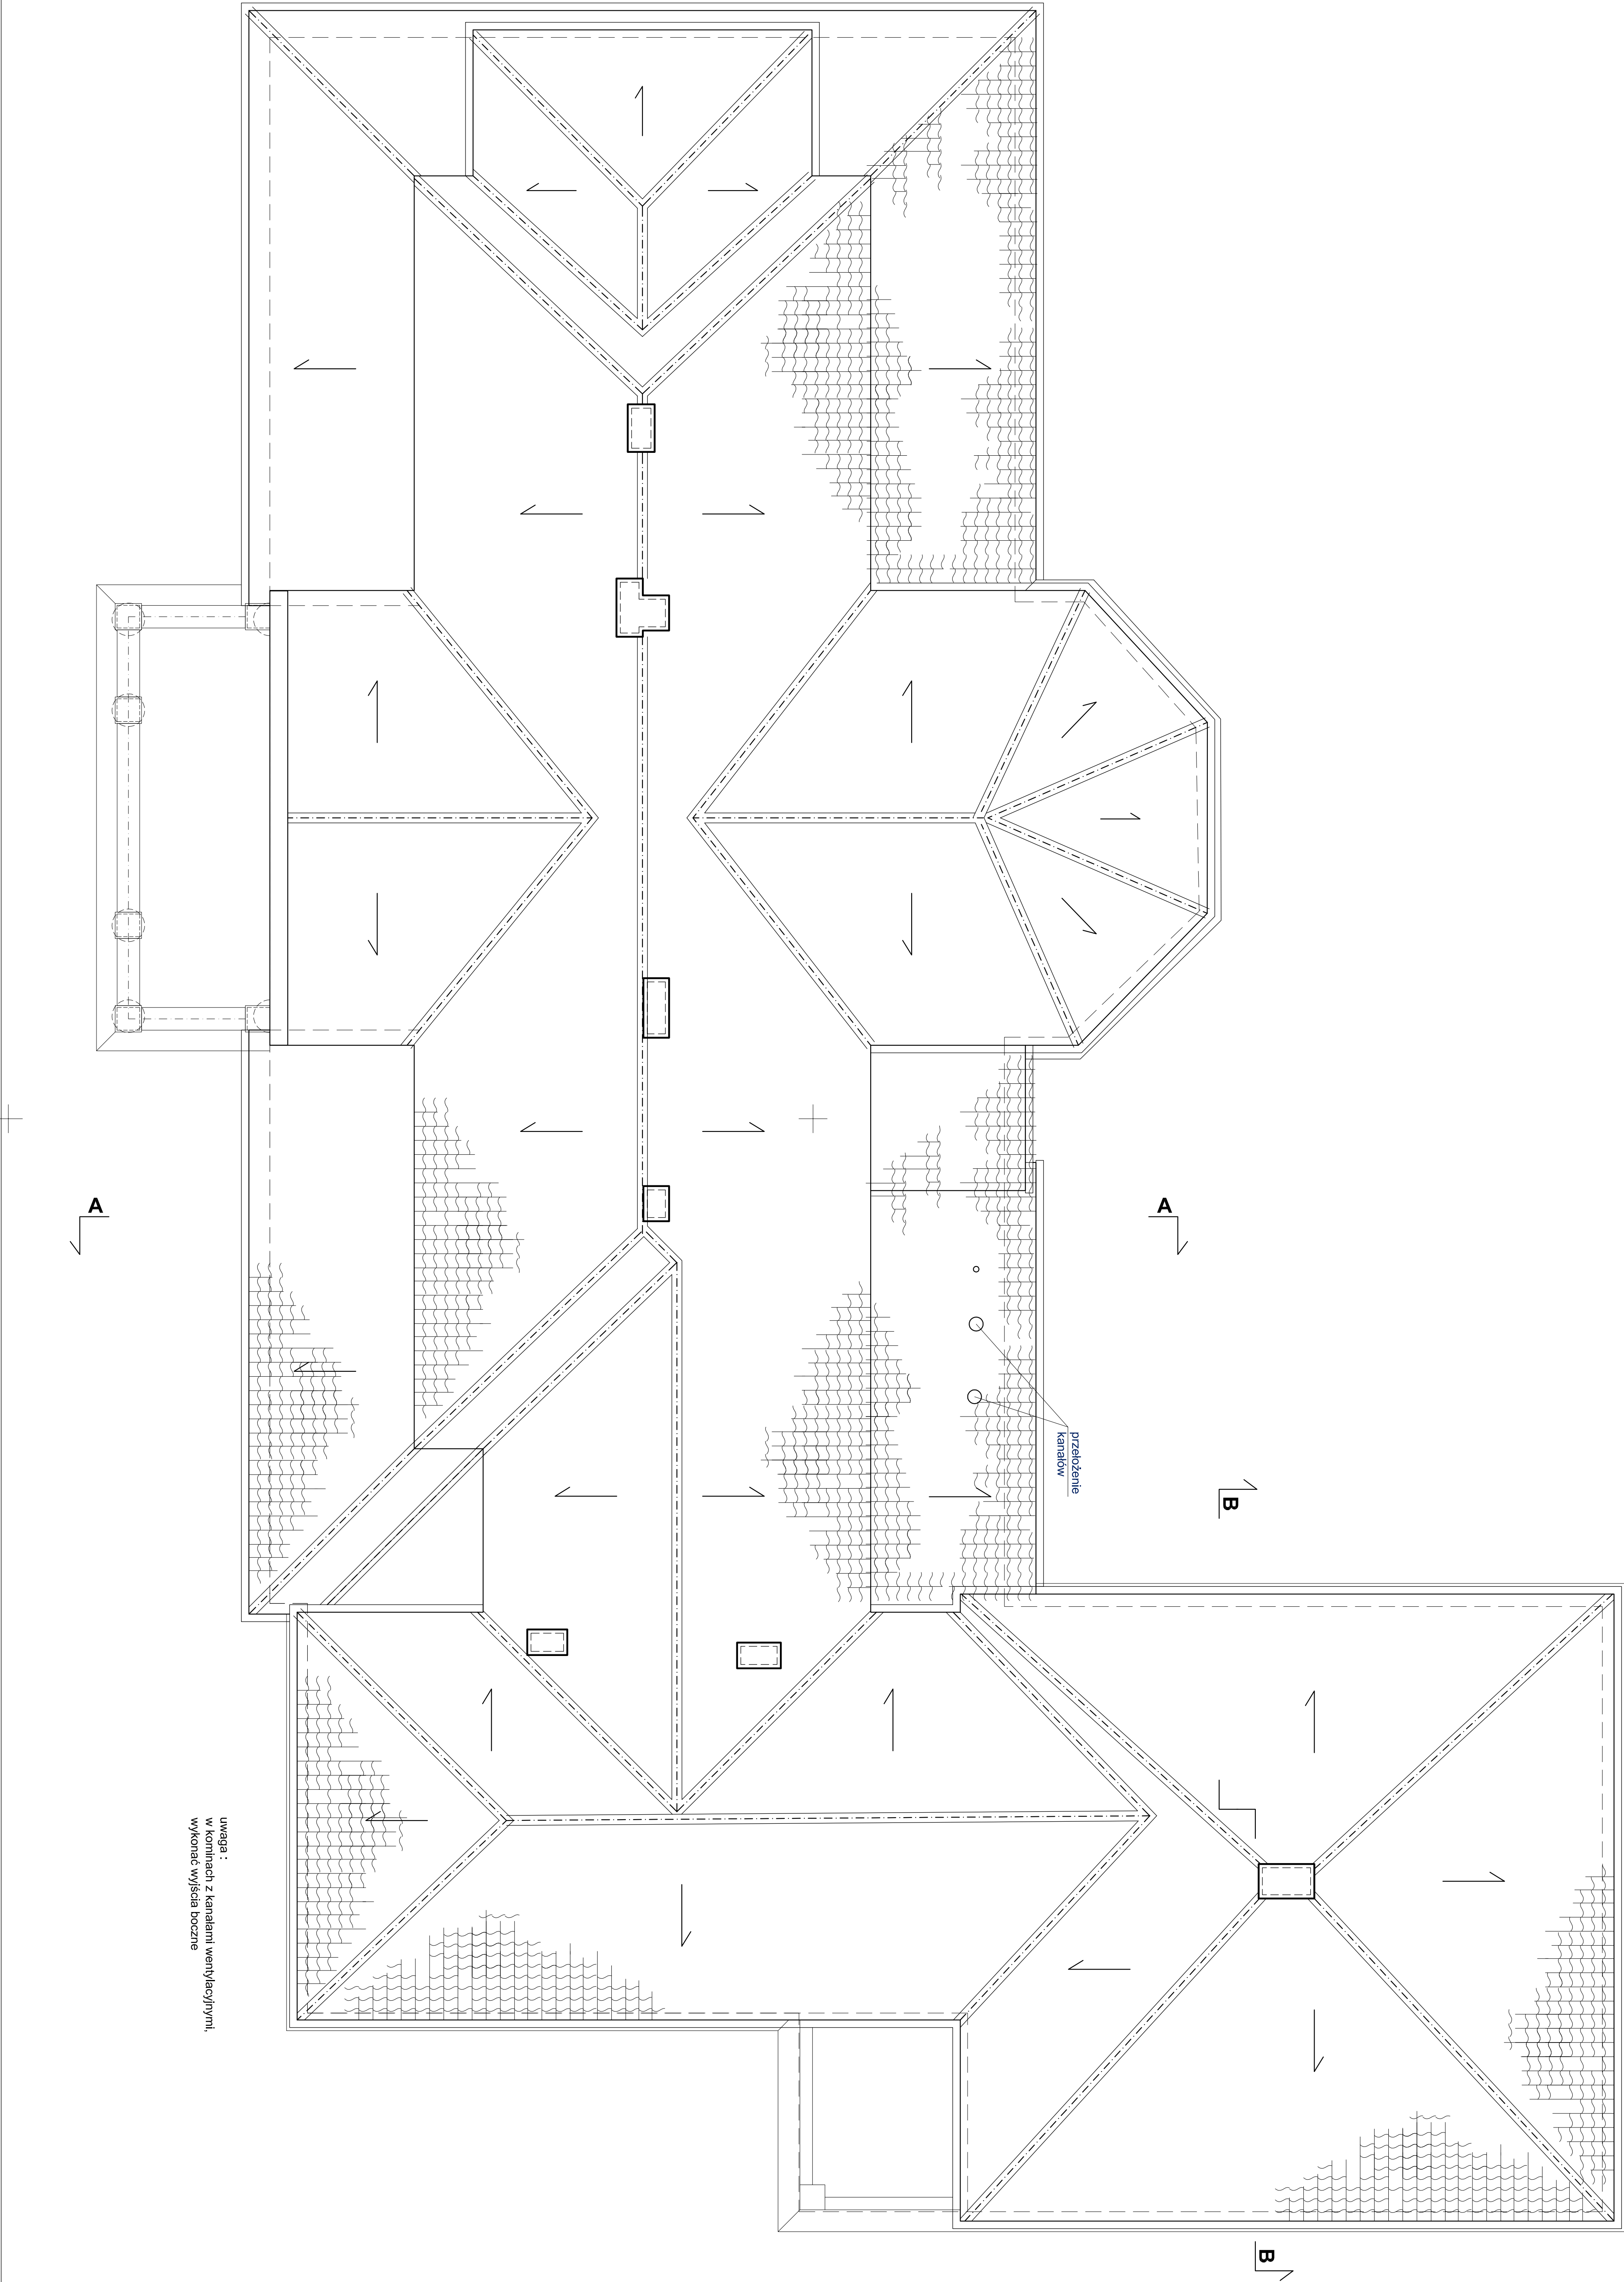 A
A
przełożenie
kanałów
B
uwaga :
w kominach z kanałami wentylacyjnymi,
wykonać wyjścia boczne
B